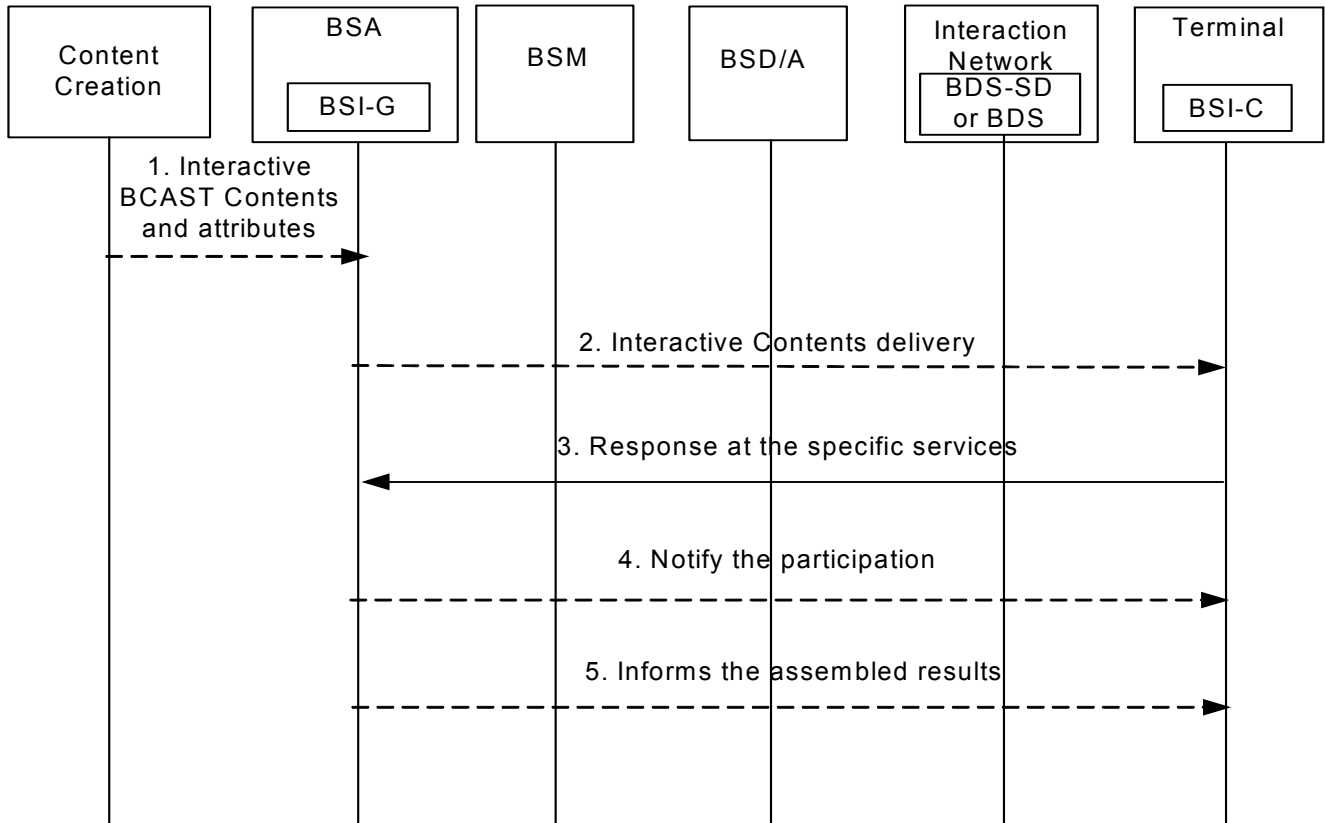 Content
Creation
BSA
BSI-G
BSM
BSD/A
Interaction
Network
BDS-SD
or BDS
Terminal
BSI-C
1. Interactive
BCAST Contents
and attributes
2. Interactive Contents delivery
3. Response at the specific services
4. Notify the participation
5. Informs the assembled results